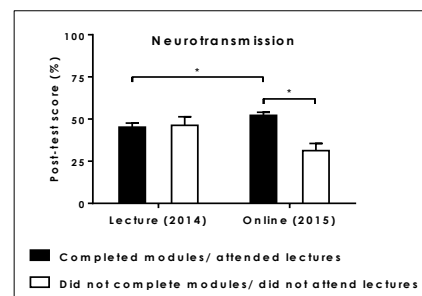 Neurotransmission
Post-test score (%)
100
75
50
25
0
*
*
Lecture (2014) Online (2015)
Completed modules/ attended lectures
Did not complete modules/ did not attend lectures